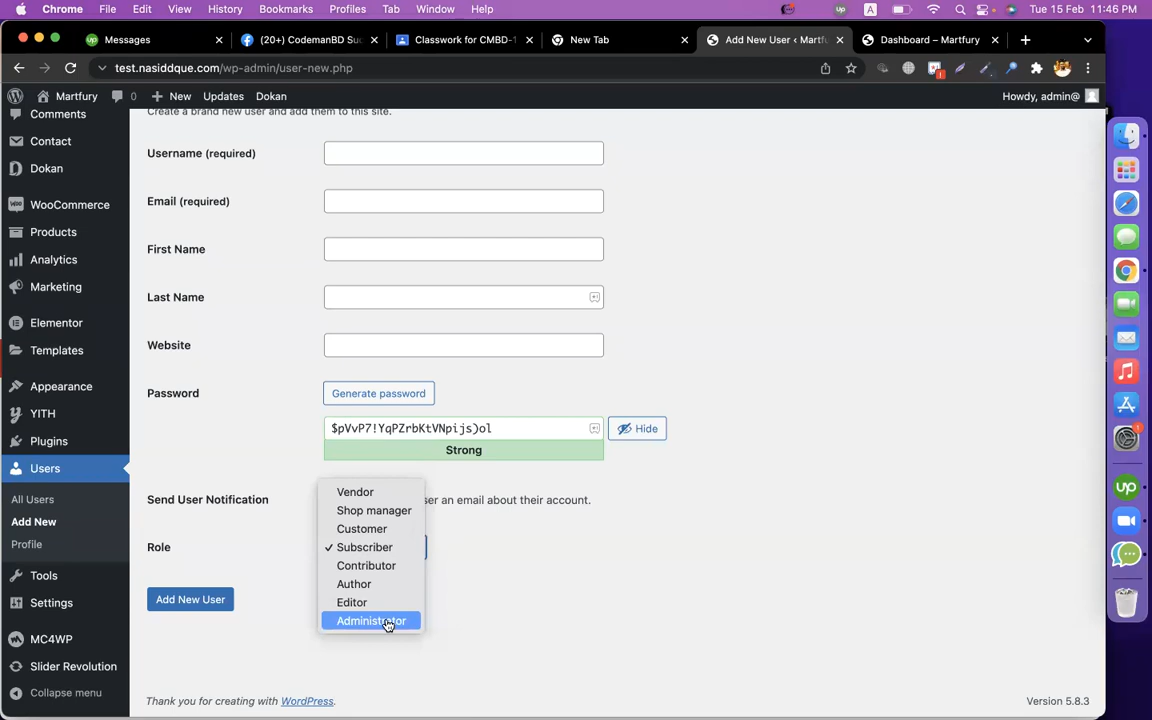 Chrome File Edit View History Bookmarks Profiles Tab Window Help A Tue 15 Feb 11:46 PM
Messages (20+) CodemanBD Su Classwork for CMBD- New Tab Add New User ‹ Martfu Dashboard – Martfury
test.nasiddque.com/wp-admin/user-new.php
Martfury 0 New Updates Dokan Howdy, admin@
Comments
Contact
Dokan
WooCommerce
Products
Analytics
Marketing
Elementor
Templates
Appearance
YITH
Plugins
Users
All Users
Add New
Profile
Tools
Settings
MC4WP
Slider Revolution
Collapse menu
Create a brand new user and add them to this site.
Username (required)
Email (required)
First Name
Last Name
Website
Password Generate password
$pVvP7!YqPZrbKtVNpijs)ol Hide
Strong
Send User Notification ser an email about their account.
Role
Vendor
Shop manager
Customer
✓ Subscriber
Contributor
Author
Editor
Administrator
Add New User
Thank you for creating with WordPress. Version 5.8.3